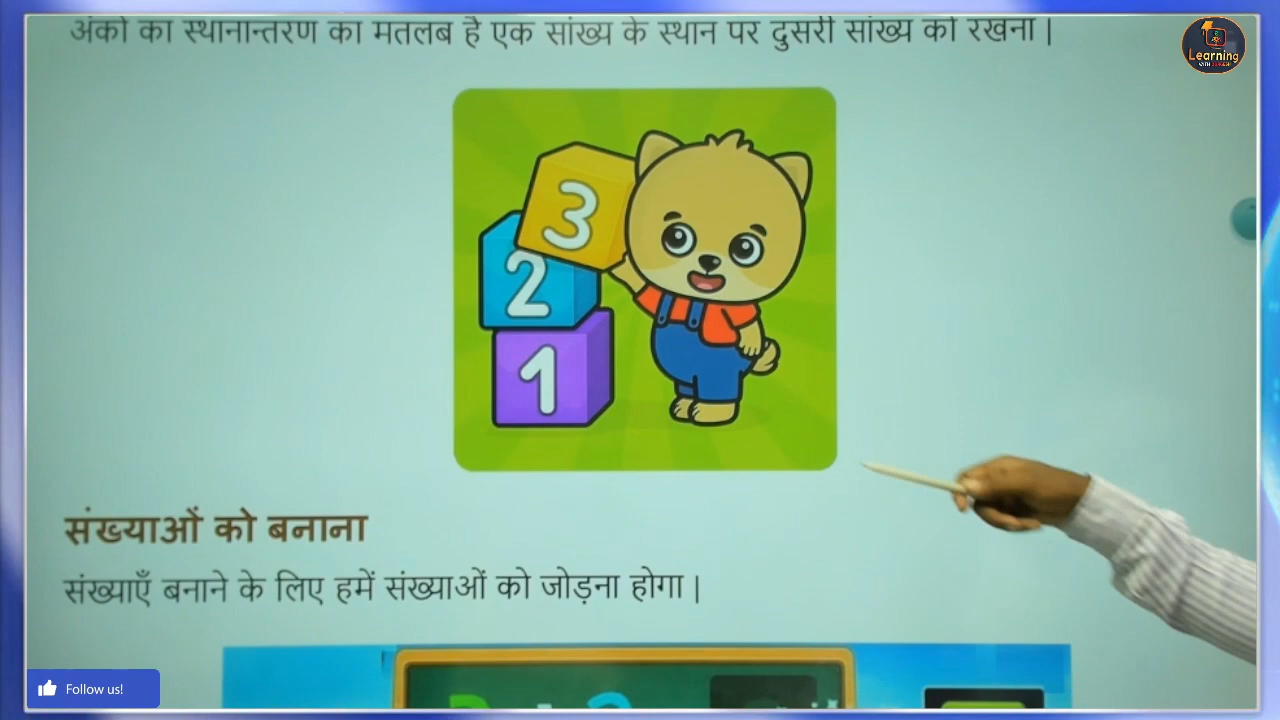 अंको का स्थानान्तरण का मतलब है एक सांख्य के स्थान पर दुसरी सांख्य को रखना |
Learning
3
2
1
संख्याओं को बनाना
संख्याएँ बनाने के लिए हमें संख्याओं को जोड़ना होगा |
Follow us!